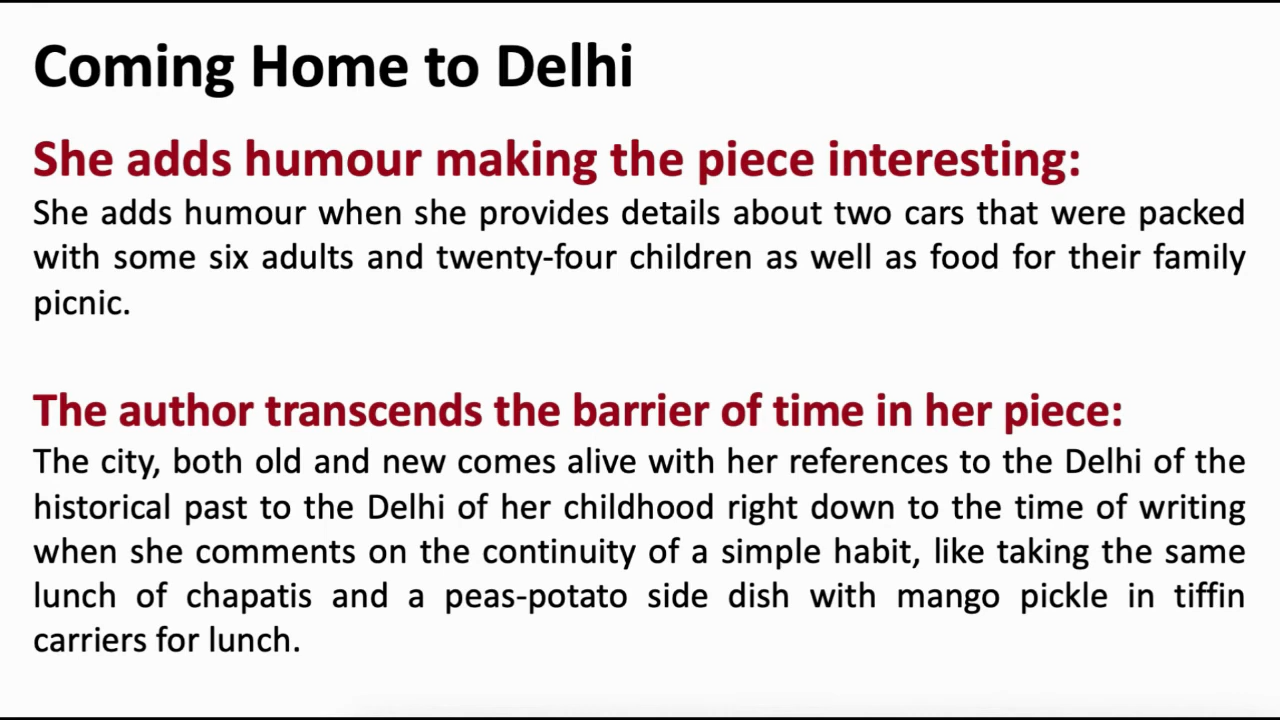 Coming Home to Delhi
She adds humour making the piece interesting:
She adds humour when she provides details about two cars that were packed
with some six adults and twenty-four children as well as food for their family
picnic.
The author transcends the barrier of time in her piece:
The city, both old and new comes alive with her references to the Delhi of the
historical past to the Delhi of her childhood right down to the time of writing
when she comments on the continuity of a simple habit, like taking the same
lunch of chapatis and a peas-potato side dish with mango pickle in tiffin
carriers for lunch.